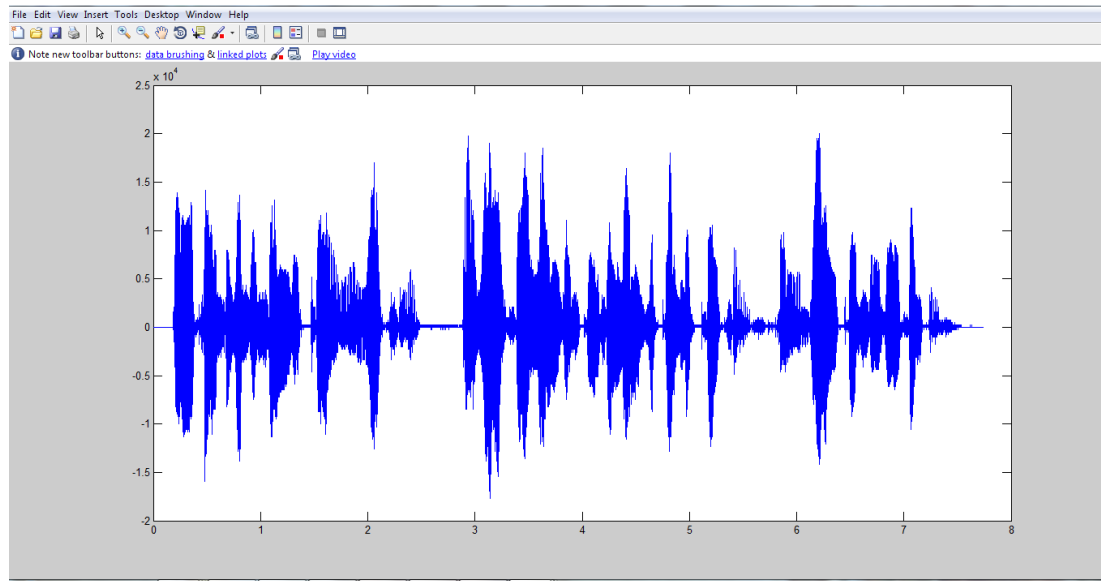 File Edit View Insert Tools Desktop Window Help
Note new toolbar buttons: data brushing & linked plots Play video
x 10^4
2.5
2
1.5
1
0.5
0
-0.5
-1
-1.5
-2
0 1 2 3 4 5 6 7 8